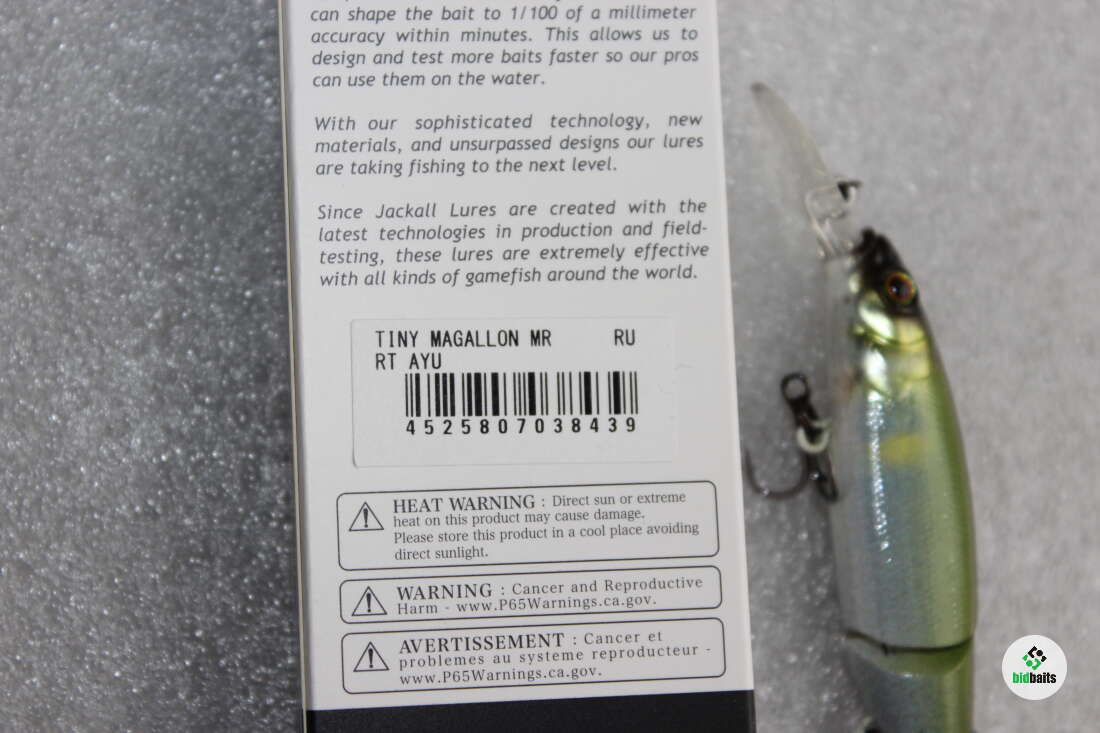 can shape the bait to 1/100 of a millimeter
accuracy within minutes. This allows us to
design and test more baits faster so our pros
can use them on the water.
With our sophisticated technology, new
materials, and unsurpassed designs our lures
are taking fishing to the next level.
Since Jackall Lures are created with the
latest technologies in production and field-
testing, these lures are extremely effective
with all kinds of gamefish around the world.
TINY MAGALLON MR RU
RT AYU
4525807038439
HEAT WARNING : Direct sun or extreme
heat on this product may cause damage.
Please store this product in a cool place avoiding
direct sunlight.
WARNING : Cancer and Reproductive
Harm - www.P65Warnings.ca.gov.
AVERTISSEMENT : Cancer et
problemes au systeme reproducteur -
www.P65Warnings.ca.gov.
bidbaits